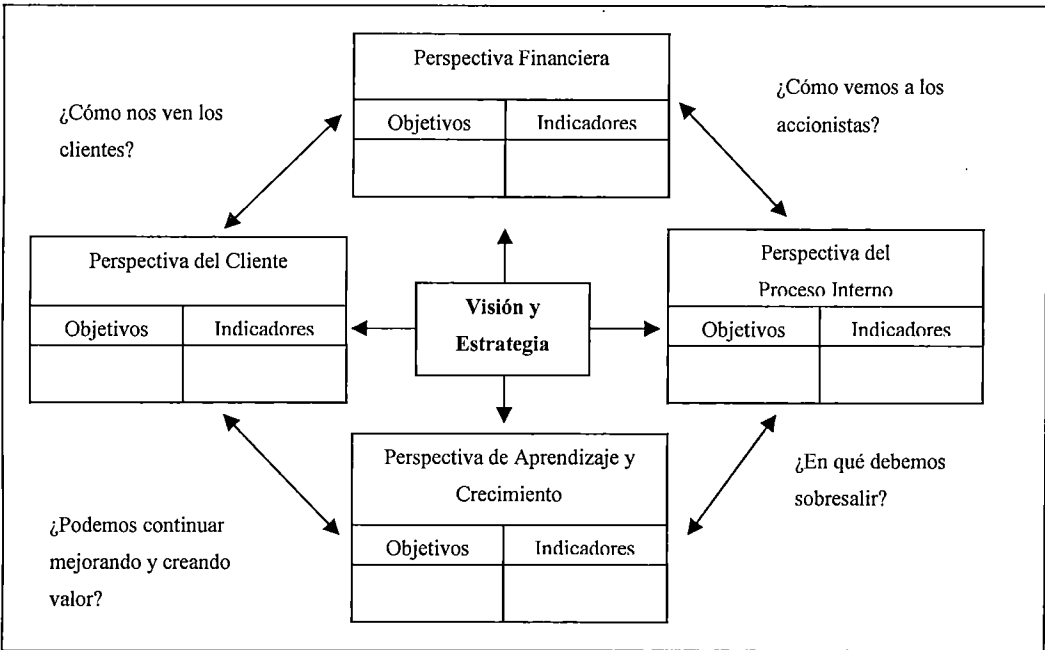 Perspectiva Financiera
Objetivos Indicadores
¿Cómo nos ven los
clientes?
¿Cómo vemos a los
accionistas?
Perspectiva del Cliente
Objetivos Indicadores
Visión y
Estrategia
Perspectiva del
Proceso Interno
Objetivos Indicadores
Perspectiva de Aprendizaje y
Crecimiento
Objetivos Indicadores
¿Podemos continuar
mejorando y creando
valor?
¿En qué debemos
sobresalir?